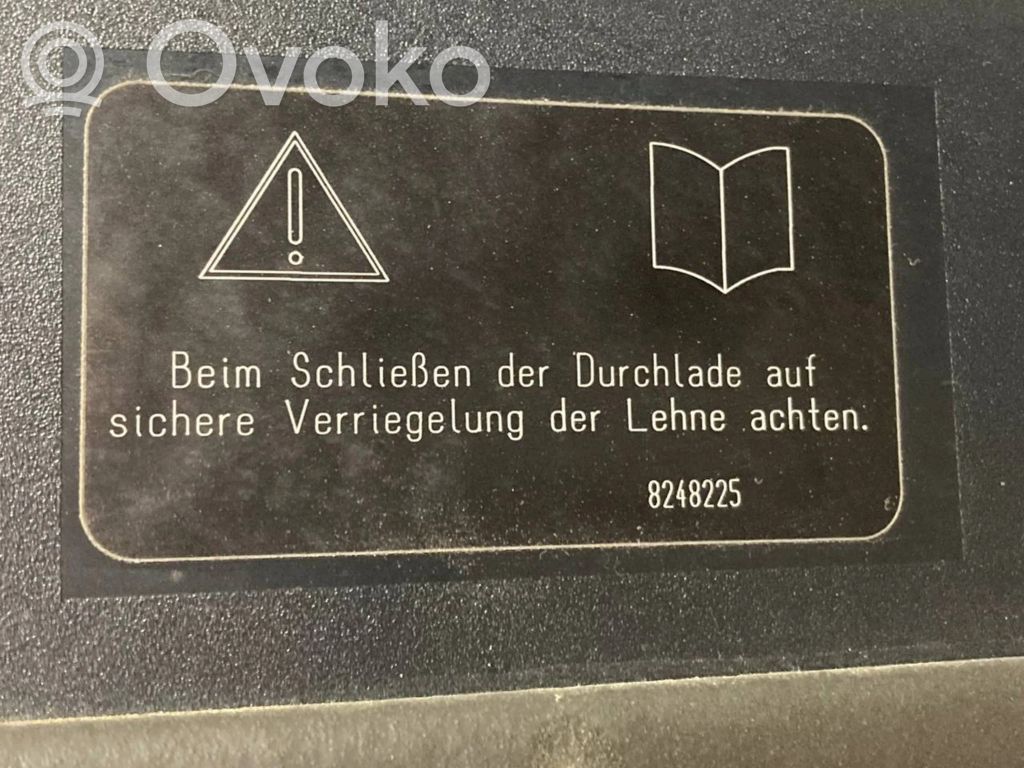 Ovoko
Beim Schließen der Durchlade auf
sichere Verriegelung der Lehne achten.
8248225